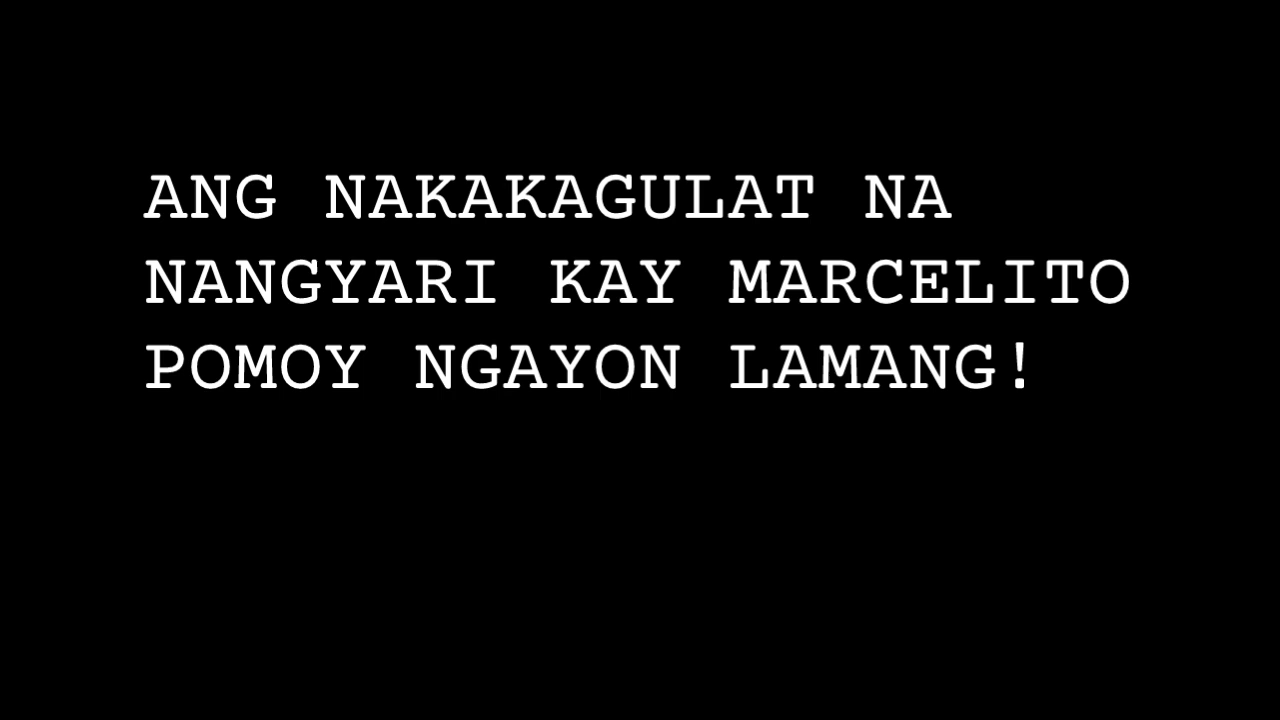 ANG NAKAKAGULAT NA
NANGYARI KAY MARCELITO
POMOY NGAYON LAMANG!